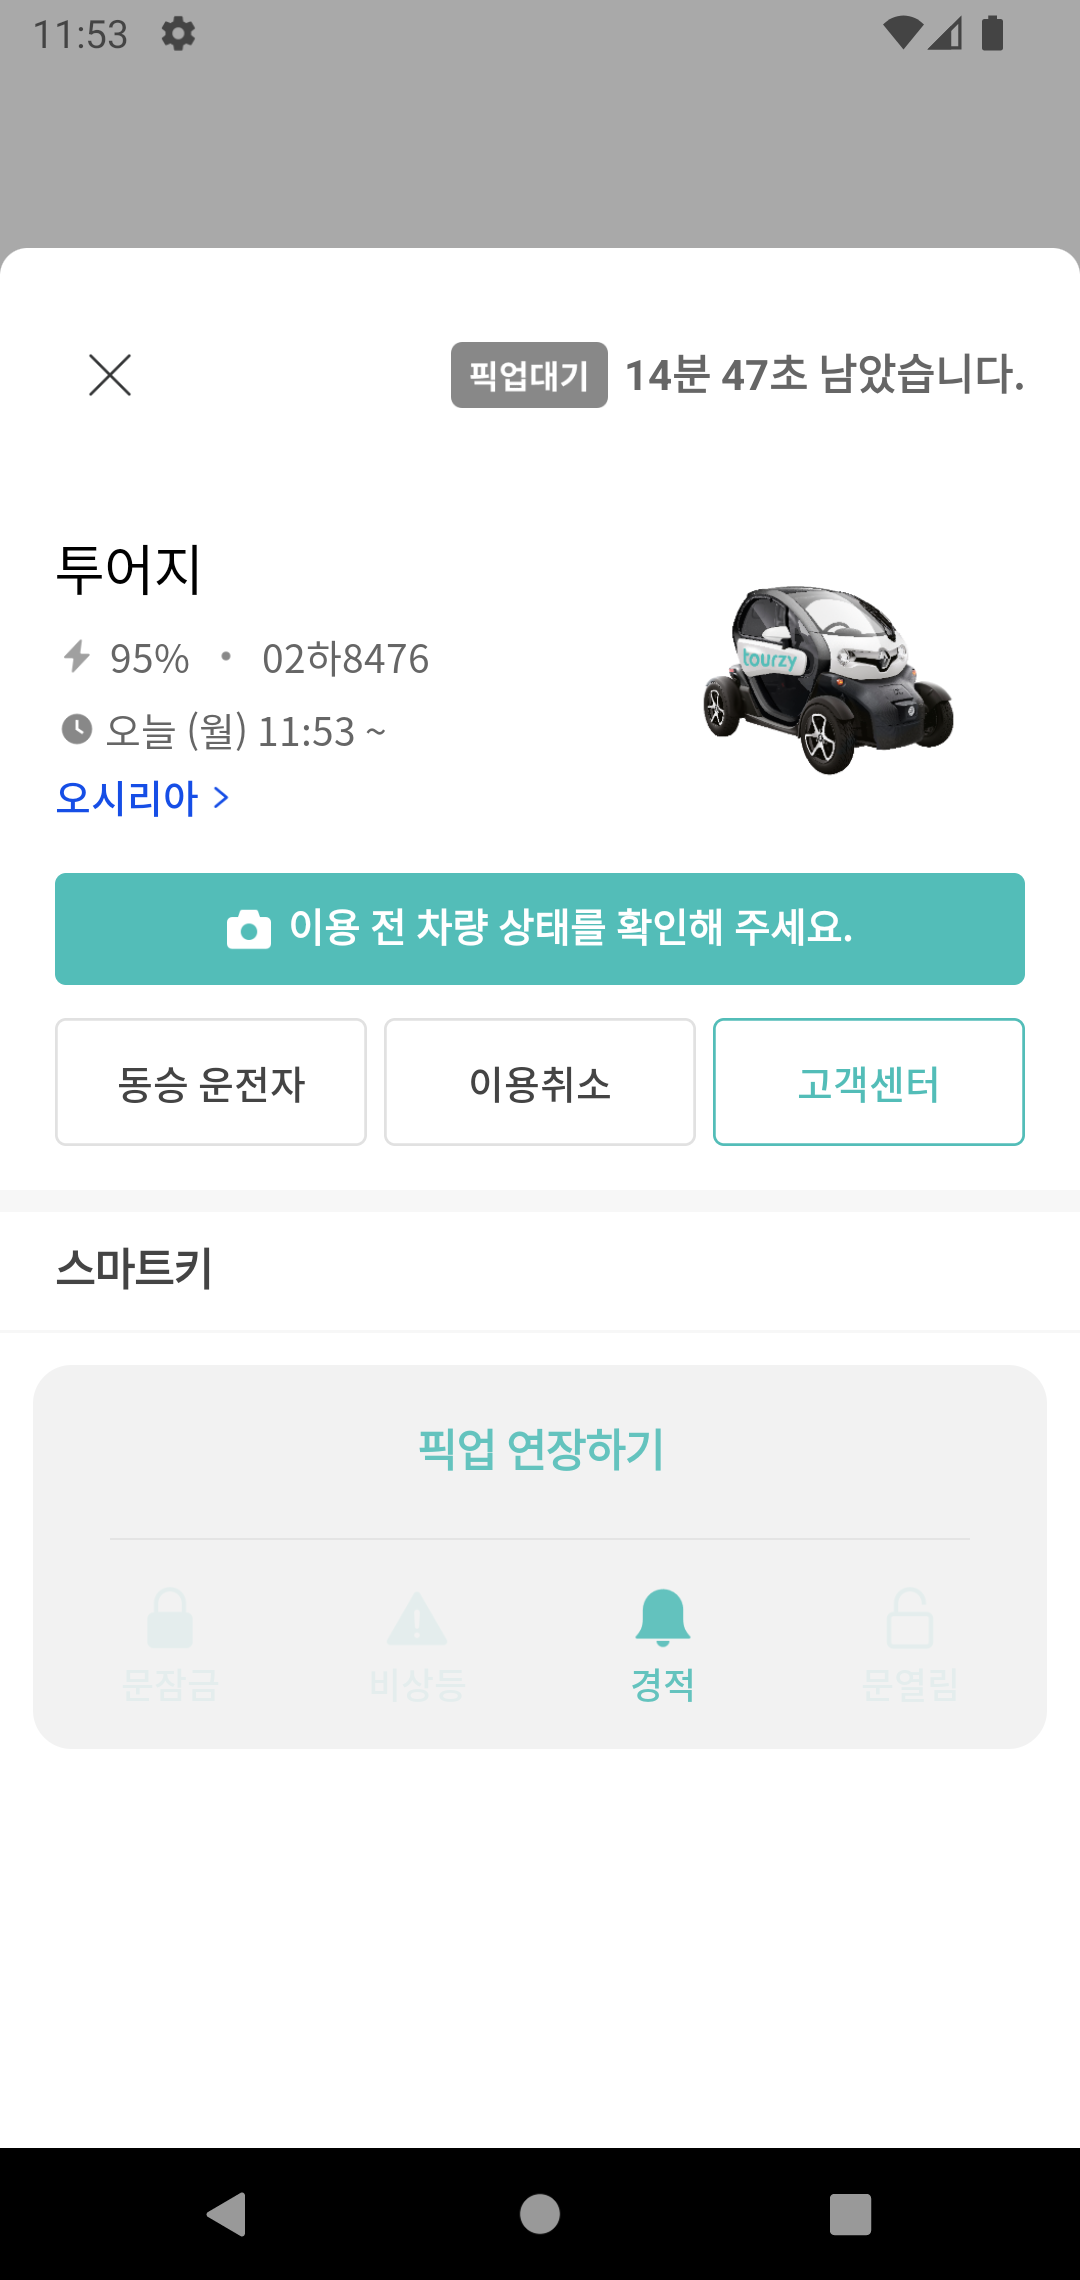 11:53
픽업대기 14분 47초 남았습니다.
투어지
95% • 02하8476
오늘 (월) 11:53 ~
오시리아 >
tourzy
이용 전 차량 상태를 확인해 주세요.
동승 운전자 이용취소 고객센터
스마트키
픽업 연장하기
문잠금 비상등 경적 문열림